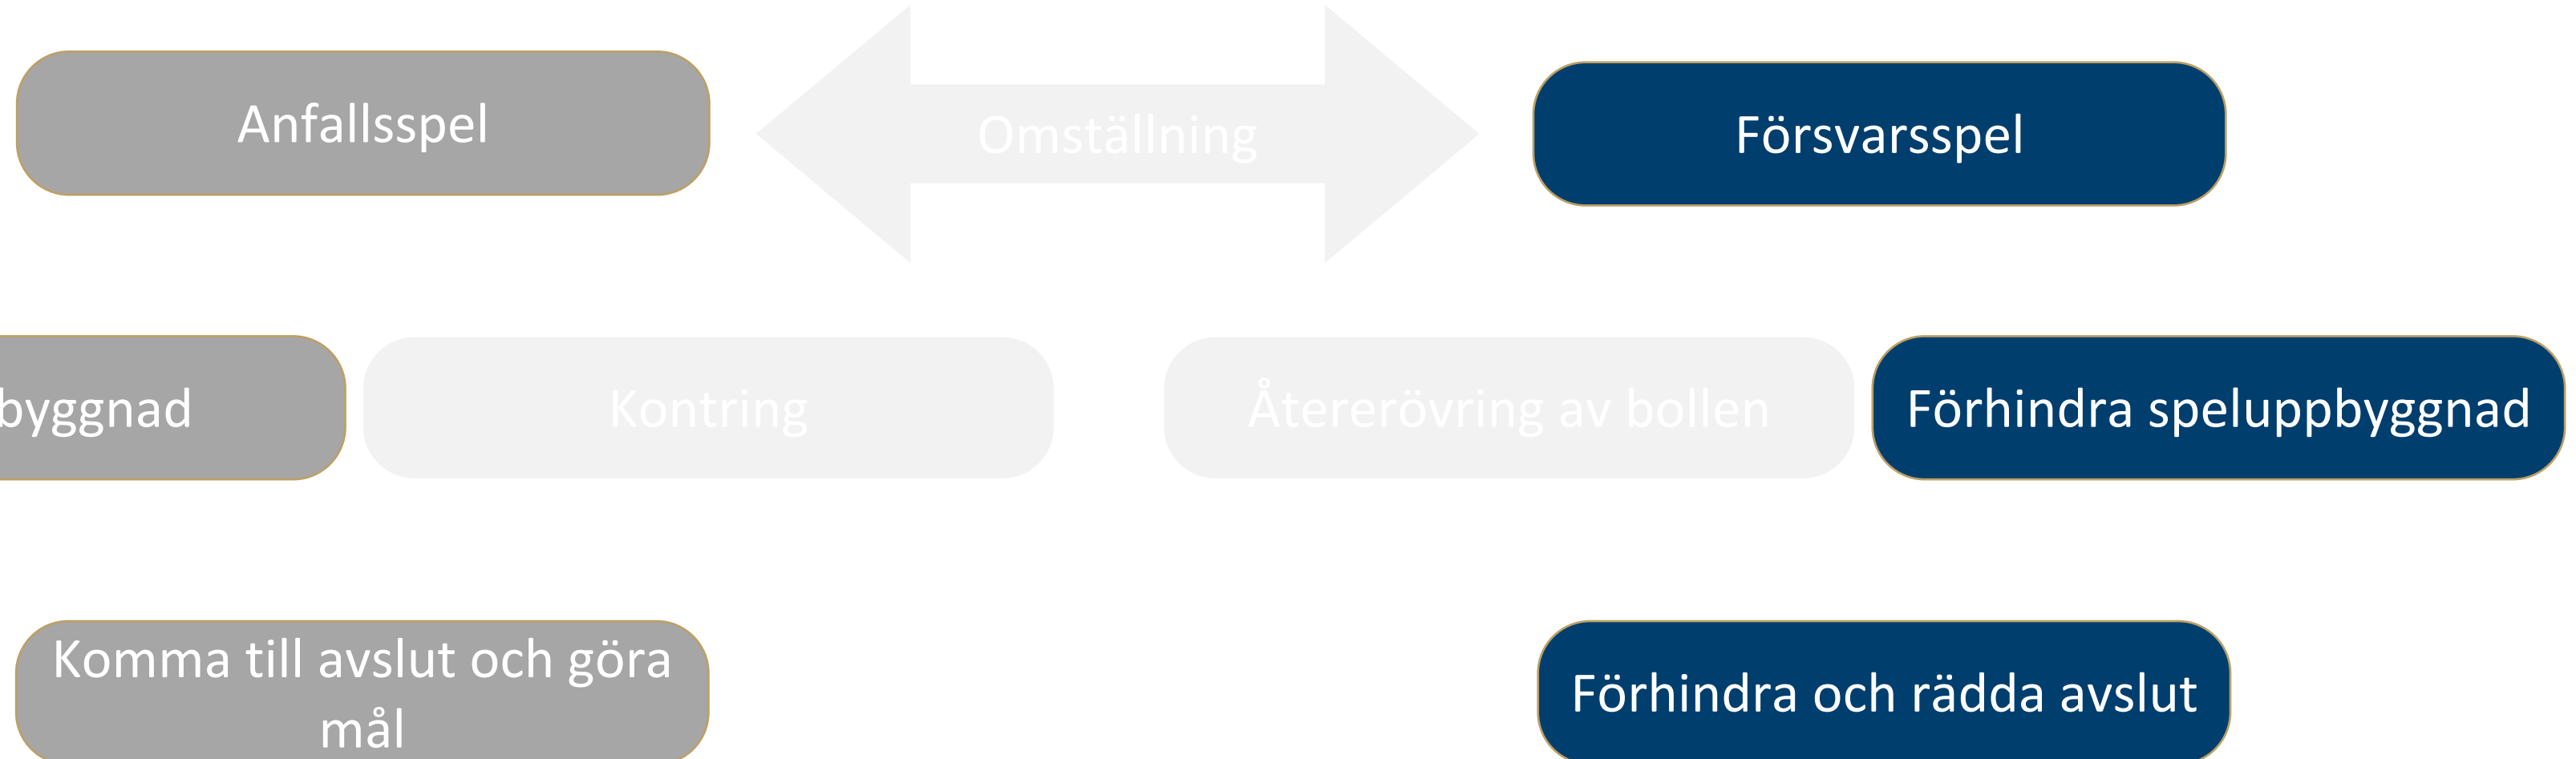 Anfallsspel
Omställning
Försvarsspel
byggnad
Kontring
Återerövring av bollen
Förhindra speluppbyggnad
Komma till avslut och göra
mål
Förhindra och rädda avslut